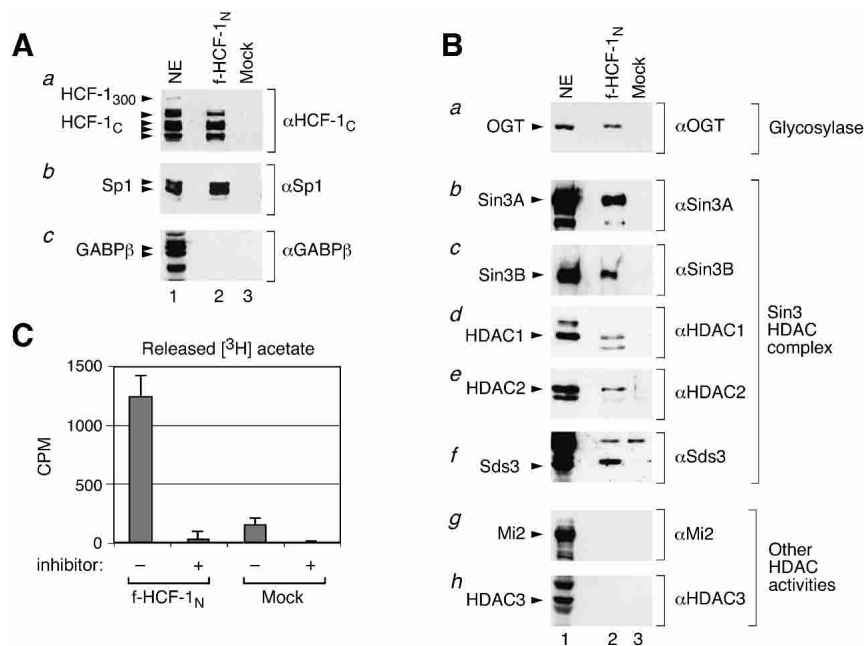 A
NE
f-HCF-1N
Mock
a
HCF-1300
HCF-1C
αHCF-1C
b
Sp1
αSp1
c
GABPβ
αGABPβ
1 2 3
B
NE
f-HCF-1N
Mock
a
OGT
αOGT
Glycosylase
b
Sin3A
αSin3A
c
Sin3B
αSin3B
d
HDAC1
αHDAC1
e
HDAC2
αHDAC2
f
Sds3
αSds3
Sin3
HDAC
complex
g
Mi2
αMi2
h
HDAC3
αHDAC3
Other
HDAC
activities
1 2 3
C
Released [3H] acetate
CPM
1500
1000
500
0
inhibitor: – + – +
f-HCF-1N Mock